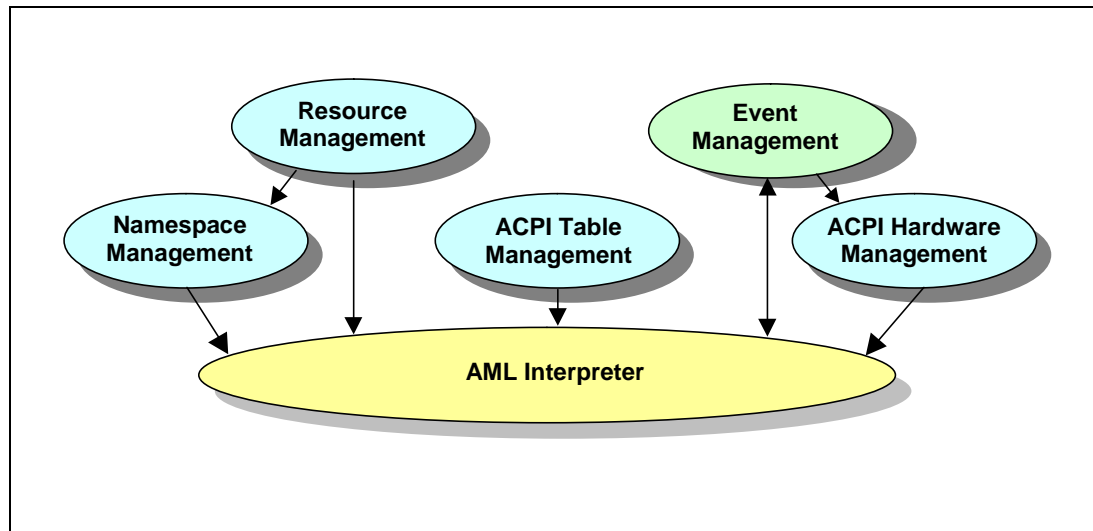 Resource
Management
Event
Management
Namespace
Management
ACPI Table
Management
ACPI Hardware
Management
AML Interpreter